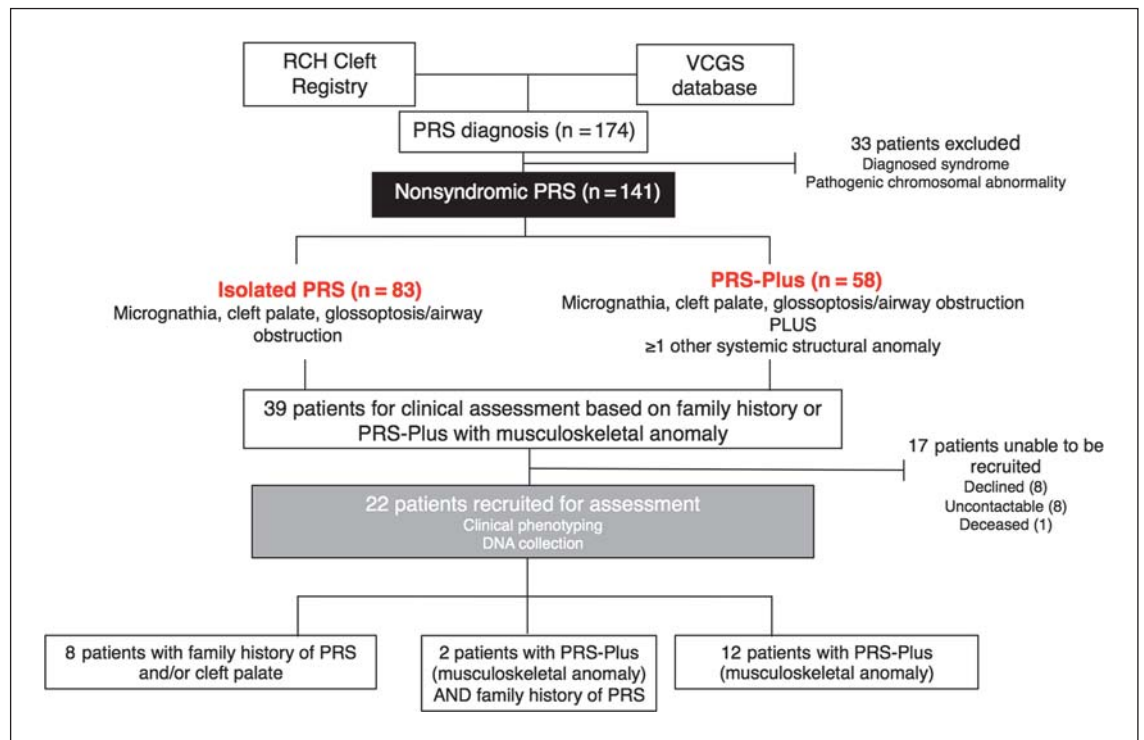 RCH Cleft
Registry
VCGS
database
PRS diagnosis (n = 174)
33 patients excluded
Diagnosed syndrome
Pathogenic chromosomal abnormality
Nonsyndromic PRS (n = 141)
Isolated PRS (n = 83)
Micrognathia, cleft palate, glossoptosis/airway
obstruction
PRS-Plus (n = 58)
Micrognathia, cleft palate, glossoptosis/airway obstruction
PLUS
≥1 other systemic structural anomaly
39 patients for clinical assessment based on family history or
PRS-Plus with musculoskeletal anomaly
17 patients unable to be
recruited
Declined (8)
Uncontactable (8)
Deceased (1)
22 patients recruited for assessment
Clinical phenotyping
DNA collection
8 patients with family history of PRS
and/or cleft palate
2 patients with PRS-Plus
(musculoskeletal anomaly)
AND family history of PRS
12 patients with PRS-Plus
(musculoskeletal anomaly)